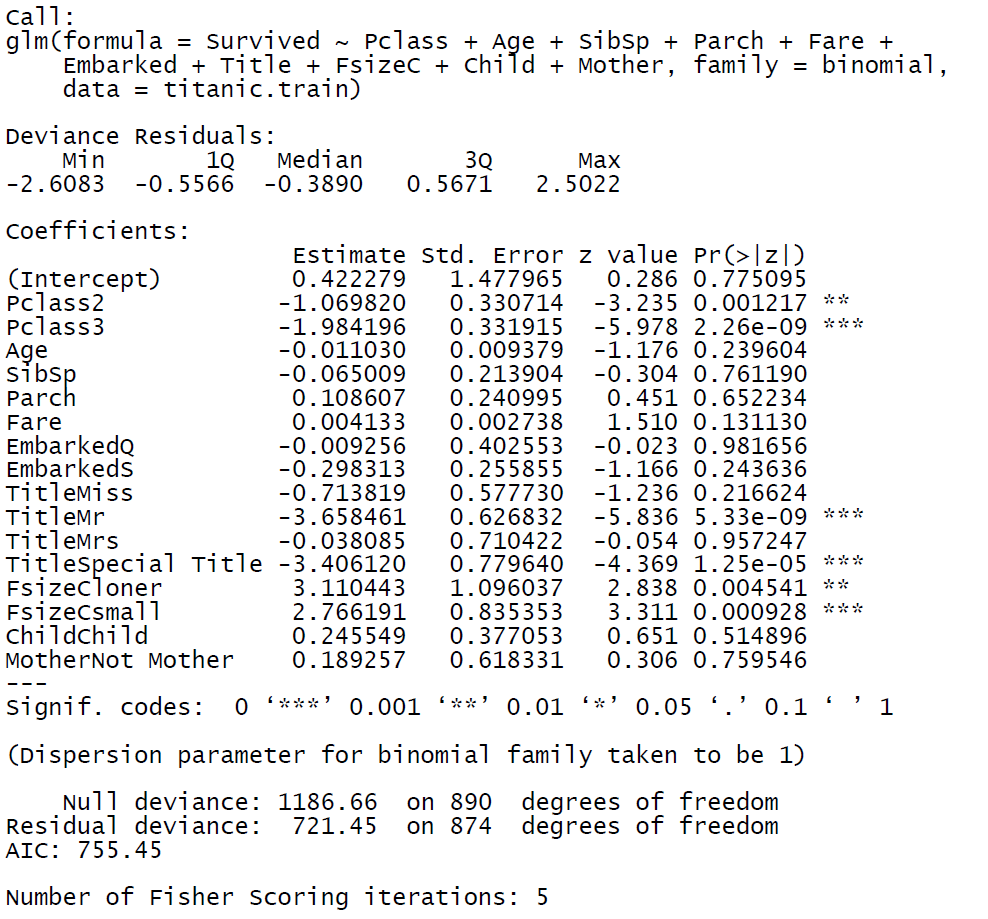 Call:
glm(formula = Survived ~ Pclass + Age + SibSp + Parch + Fare +
    Embarked + Title + FsizeC + Child + Mother, family = binomial,
    data = titanic.train)

Deviance Residuals:
    Min       1Q   Median       3Q      Max
-2.6083  -0.5566  -0.3890   0.5671   2.5022

Coefficients:
                    Estimate Std. Error z value Pr(>|z|)
(Intercept)         0.422279   1.477965   0.286 0.775095
Pclass2            -1.069820   0.330714  -3.235 0.001217 **
Pclass3            -1.984196   0.331915  -5.978 2.26e-09 ***
Age                -0.011030   0.009379  -1.176 0.239604
SibSp              -0.065009   0.213904  -0.304 0.761190
Parch               0.108607   0.240995   0.451 0.652234
Fare                0.004133   0.002738   1.510 0.131130
EmbarkedQ          -0.009256   0.402553  -0.023 0.981656
EmbarkedS          -0.298313   0.255855  -1.166 0.243636
TitleMiss          -0.713819   0.577730  -1.236 0.216624
TitleMr            -3.658461   0.626832  -5.836 5.33e-09 ***
TitleMrs           -0.038085   0.710422  -0.054 0.957247
TitleSpecial Title -3.406120   0.779640  -4.369 1.25e-05 ***
FsizeCloner         3.110443   1.096037   2.838 0.004541 **
FsizeCsmall         2.766191   0.835353   3.311 0.000928 ***
ChildChild          0.245549   0.377053   0.651 0.514896
MotherNot Mother    0.189257   0.618331   0.306 0.759546
---
Signif. codes:  0 ‘***’ 0.001 ‘**’ 0.01 ‘*’ 0.05 ‘.’ 0.1 ‘ ’ 1

(Dispersion parameter for binomial family taken to be 1)

    Null deviance: 1186.66  on 890  degrees of freedom
Residual deviance:  721.45  on 874  degrees of freedom
AIC: 755.45

Number of Fisher Scoring iterations: 5